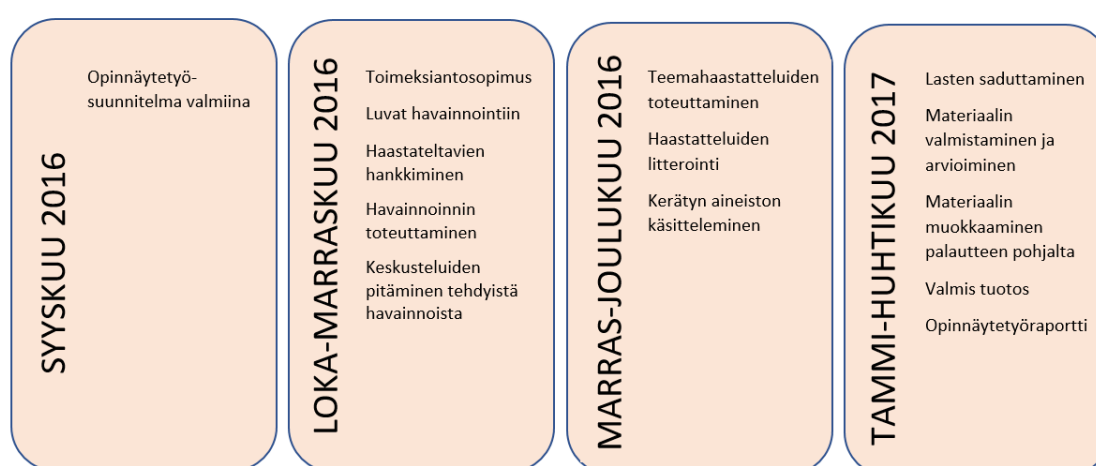 SYYSKUU 2016
Opinnäytetyö-
suunnitelma valmiina
LOKA-MARRASKUU 2016
Toimeksiantosopimus
Luvat havainnointiin
Haastateltavien
hankkiminen
Havainnoinnin
toteuttaminen
Keskusteluiden
pitäminen tehdyistä
havainnoista
MARRAS-JOULUKUU 2016
Teemahaastatteluiden
toteuttaminen
Haastatteluiden
litterointi
Kerätyn aineiston
käsitteleminen
TAMMI-HUHTIKUU 2017
Lasten saduttaminen
Materiaalin
valmistaminen ja
arvioiminen
Materiaalin
muokkaaminen
palautteen pohjalta
Valmis tuotos
Opinnäytetyöraportti